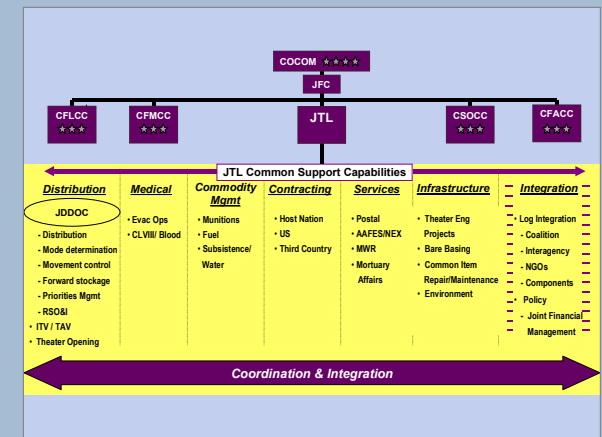 COCOM ☆☆☆☆
JFC
CFLCC
☆☆☆
CFMCC
☆☆☆
JTL
CSOCC
☆☆☆
CFACC
☆☆☆
JTL Common Support Capabilities
Distribution
JDDOC
- Distribution
- Mode determination
- Movement control
- Forward stockage
- Priorities Mgmt
- RSO&I
• ITV / TAV
• Theater Opening
Medical
• Evac Ops
• CLVIII/ Blood
Commodity
Mgmt
• Munitions
• Fuel
• Subsistence/
Water
Contracting
• Host Nation
• US
• Third Country
Services
• Postal
• AAFES/NEX
• MWR
• Mortuary
Affairs
Infrastructure
• Theater Eng
Projects
• Bare Basing
• Common Item
Repair/Maintenance
• Environment
Integration
• Log Integration
- Coalition
- Interagency
- NGOs
- Components
• Policy
- Joint Financial
Management
Coordination & Integration